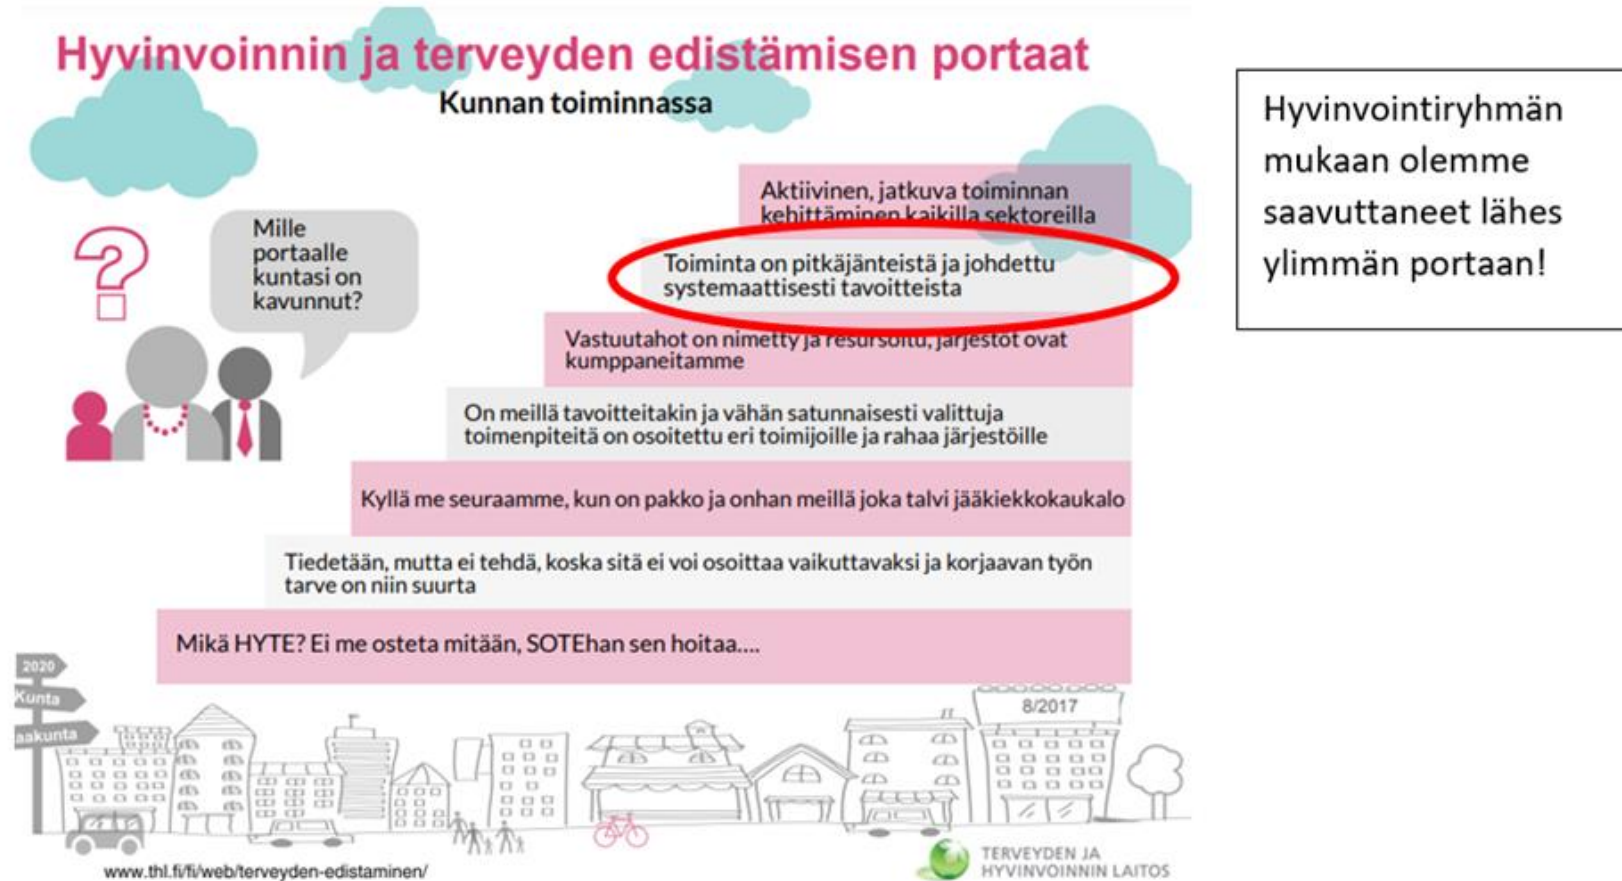 Hyvinvoinnin ja terveyden edistämisen portaat
Kunnan toiminnassa
Mille
portaalle
kuntasi on
kavunnut?
Aktiivinen, jatkuva toiminnan
kehittäminen kaikilla sektoreilla
Toiminta on pitkäjänteistä ja johdettu
systemaattisesti tavoitteista
Vastuutahot on nimetty ja resursoitu, järjestöt ovat
kumppaneitamme
On meillä tavoitteitakin ja vähän satunnaisesti valittuja
toimenpiteitä on osoitettu eri toimijoille ja rahaa järjestöille
Kyllä me seuraamme, kun on pakko ja onhan meillä joka talvi jääkiekkokaukalo
Tiedetään, mutta ei tehdä, koska sitä ei voi osoittaa vaikuttavaksi ja korjaavan työn
tarve on niin suurta
Mikä HYTE? Ei me osteta mitään, SOTEhan sen hoitaa....
2020
Kunta
aakunta
8/2017
www.thl.fi/fi/web/terveyden-edistaminen/
TERVEYDEN JA
HYVINVOINNIN LAITOS
Hyvinvointiryhmän
mukaan olemme
saavuttaneet lähes
ylimmän portaan!